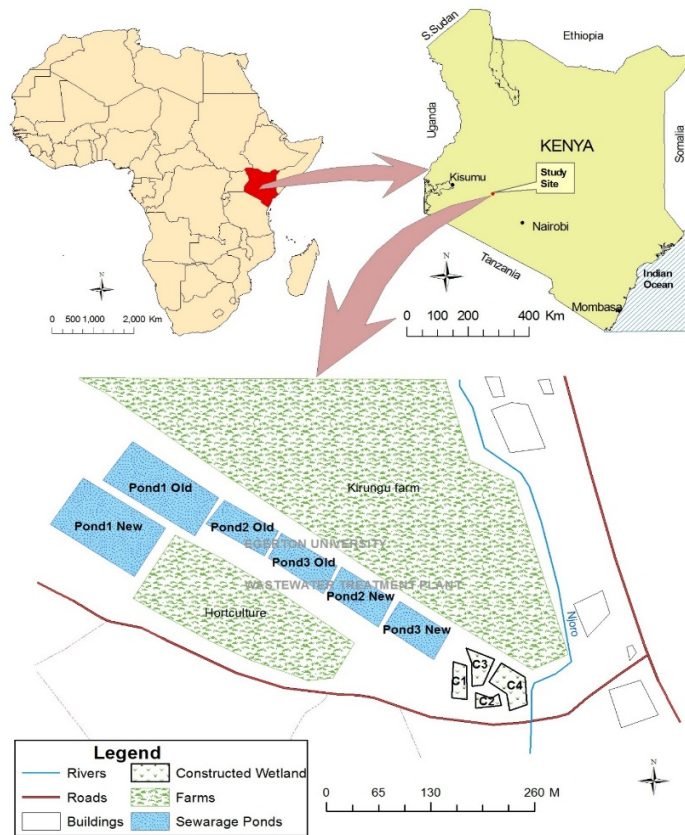 N
0 500 1,000 2,000 Km
S.Sudan
Ethiopia
Uganda
KENYA
Somalia
Kisumu
Study
Site
Nairobi
Tanzania
Indian
Ocean
Mombasa
N
0 100 200 400 Km
Kirungu farm
Pond1 Old
Pond1 New
Pond2 Old
EGERTON UNIVERSITY
Pond3 Old
WASTEWATER TREATMENT PLANT
Pond2 New
Hortculture
Pond3 New
Njoro
C3
C1
C4
C2
Legend
Rivers
Constructed Wetland
Roads
Farms
Buildings
Sewarage Ponds
0 65 130 260 M
N